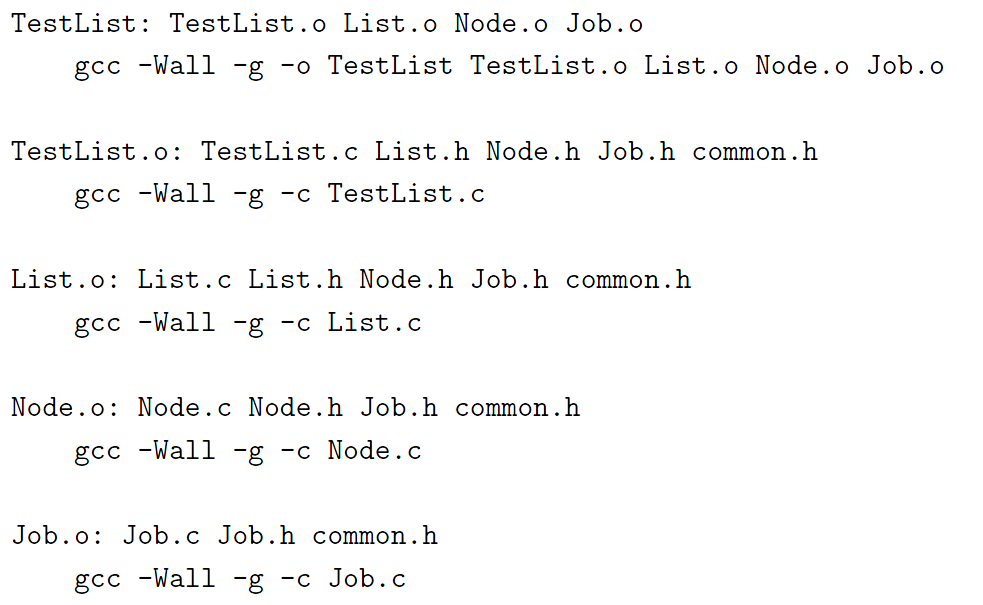 TestList: TestList.o List.o Node.o Job.o
gcc -Wall -g -o TestList TestList.o List.o Node.o Job.o
TestList.o: TestList.c List.h Node.h Job.h common.h
gcc -Wall -g -c TestList.c
List.o: List.c List.h Node.h Job.h common.h
gcc -Wall -g -c List.c
Node.o: Node.c Node.h Job.h common.h
gcc -Wall -g -c Node.c
Job.o: Job.c Job.h common.h
gcc -Wall -g -c Job.c